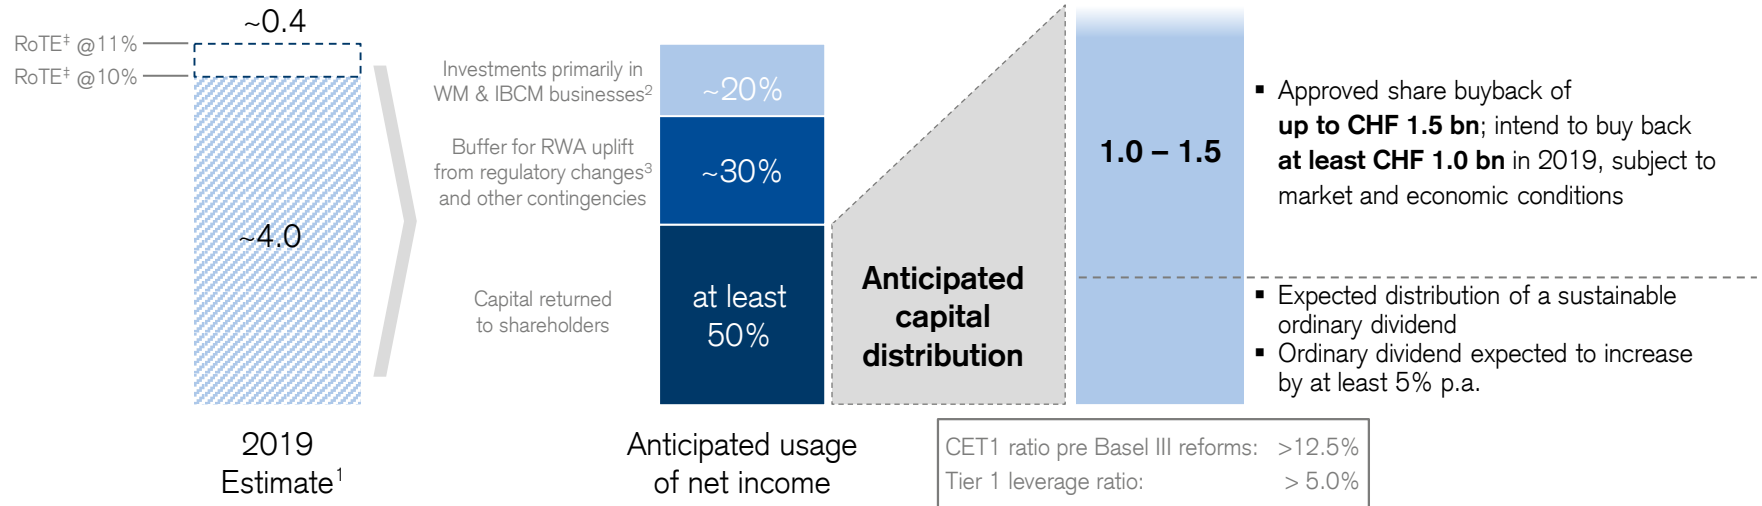 ~0.4
RoTE‡ @11%
RoTE‡ @10%
~4.0
2019
Estimate¹
Investments primarily in
WM & IBCM businesses²
~20%
Buffer for RWA uplift
from regulatory changes³
and other contingencies
~30%
Capital returned
to shareholders
at least
50%
Anticipated usage
of net income
Anticipated
capital
distribution
1.0 – 1.5
▪ Approved share buyback of
up to CHF 1.5 bn; intend to buy back
at least CHF 1.0 bn in 2019, subject to
market and economic conditions
▪ Expected distribution of a sustainable
ordinary dividend
▪ Ordinary dividend expected to increase
by at least 5% p.a.
CET1 ratio pre Basel III reforms: >12.5%
Tier 1 leverage ratio: > 5.0%